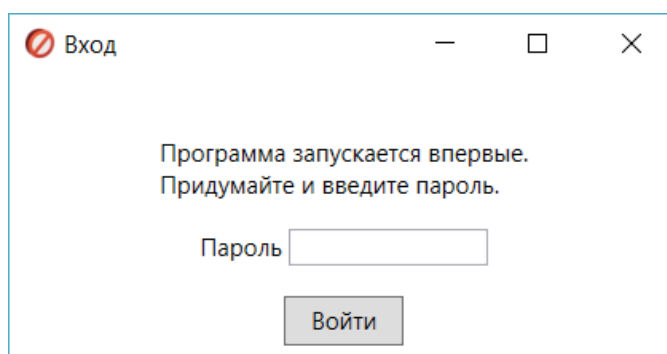 Вход
Программа запускается впервые.
Придумайте и введите пароль.
Пароль
Войти